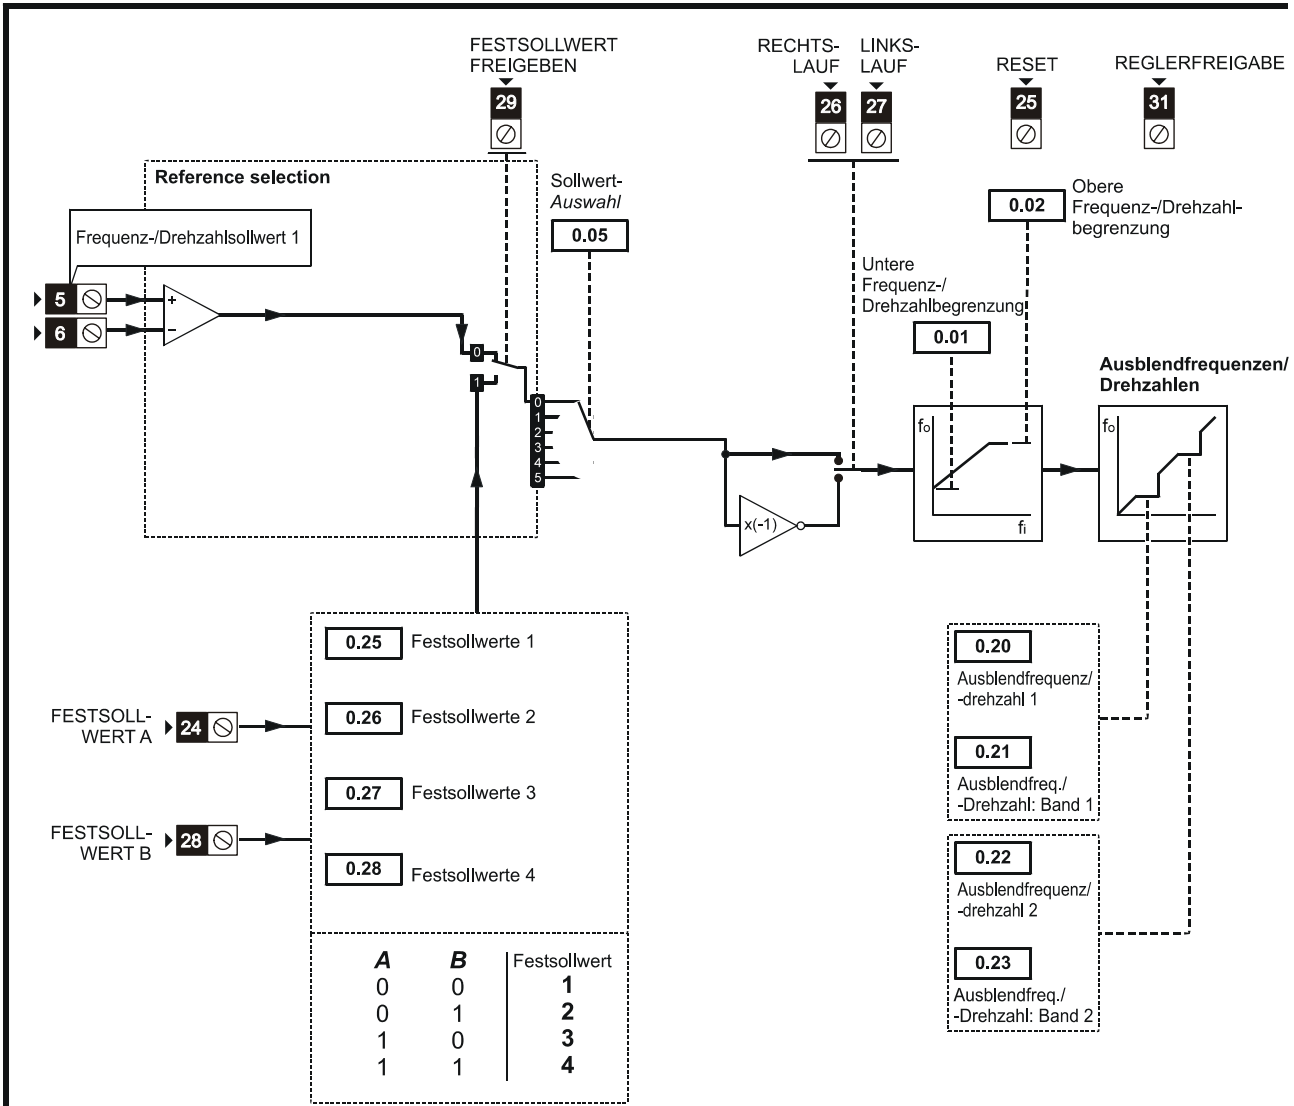 FESTSOLLWERT
FREIGEBEN
29
RECHTS-
LAUF
26
LINKS-
LAUF
27
RESET
25
REGLERFREIGABE
31
Reference selection
Sollwert-
Auswahl
0.05
0.02
Obere
Frequenz-/Drehzahl-
begrenzung
Frequenz-/Drehzahlsollwert 1
5
6
+
−
0
1
0
1
2
3
4
5
Untere
Frequenz-/
Drehzahlbegrenzung
0.01
Ausblendfrequenzen/
Drehzahlen
fo
fi
fo
x(-1)
0.25 Festsollwerte 1
0.26 Festsollwerte 2
0.27 Festsollwerte 3
0.28 Festsollwerte 4
FESTSOLL-
WERT A
24
FESTSOLL-
WERT B
28
A B Festsollwert
0 0 1
0 1 2
1 0 3
1 1 4
0.20
Ausblendfrequenz/
-drehzahl 1
0.21
Ausblendfreq./
-Drehzahl: Band 1
0.22
Ausblendfrequenz/
-drehzahl 2
0.23
Ausblendfreq./
-Drehzahl: Band 2